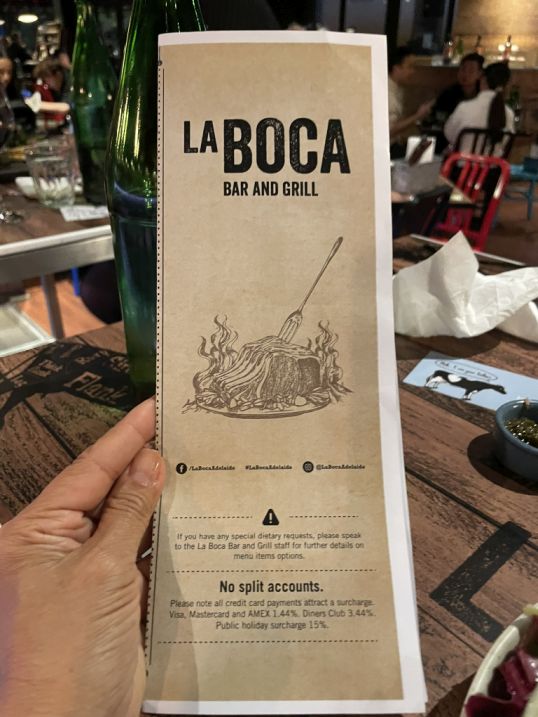 LA BOCA
BAR AND GRILL
/LaBocaAdelaide #LaBocaAdelaide @LaBocaAdelaide
If you have any special dietary requests, please speak
to the La Boca Bar and Grill staff for further details on
menu items options.
No split accounts.
Please note all credit card payments attract a surcharge.
Visa, Mastercard and AMEX 1.44%. Diners Club 3.44%.
Public holiday surcharge 15%.